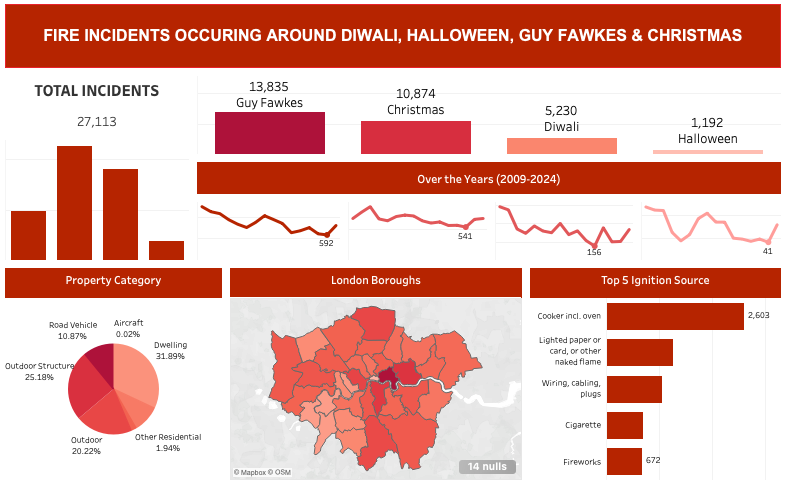 FIRE INCIDENTS OCCURING AROUND DIWALI, HALLOWEEN, GUY FAWKES & CHRISTMAS
TOTAL INCIDENTS
27,113
13,835
Guy Fawkes
10,874
Christmas
5,230
Diwali
1,192
Halloween
Over the Years (2009-2024)
592
541
156
41
Property Category
Road Vehicle
10.87%
Aircraft
0.02%
Dwelling
31.89%
Outdoor Structure
25.18%
Outdoor
20.22%
Other Residential
1.94%
London Boroughs
© Mapbox © OSM
14 nulls
Top 5 Ignition Source
Cooker incl. oven
2,603
Lighted paper or
card, or other
naked flame
Wiring, cabling,
plugs
Cigarette
Fireworks
672